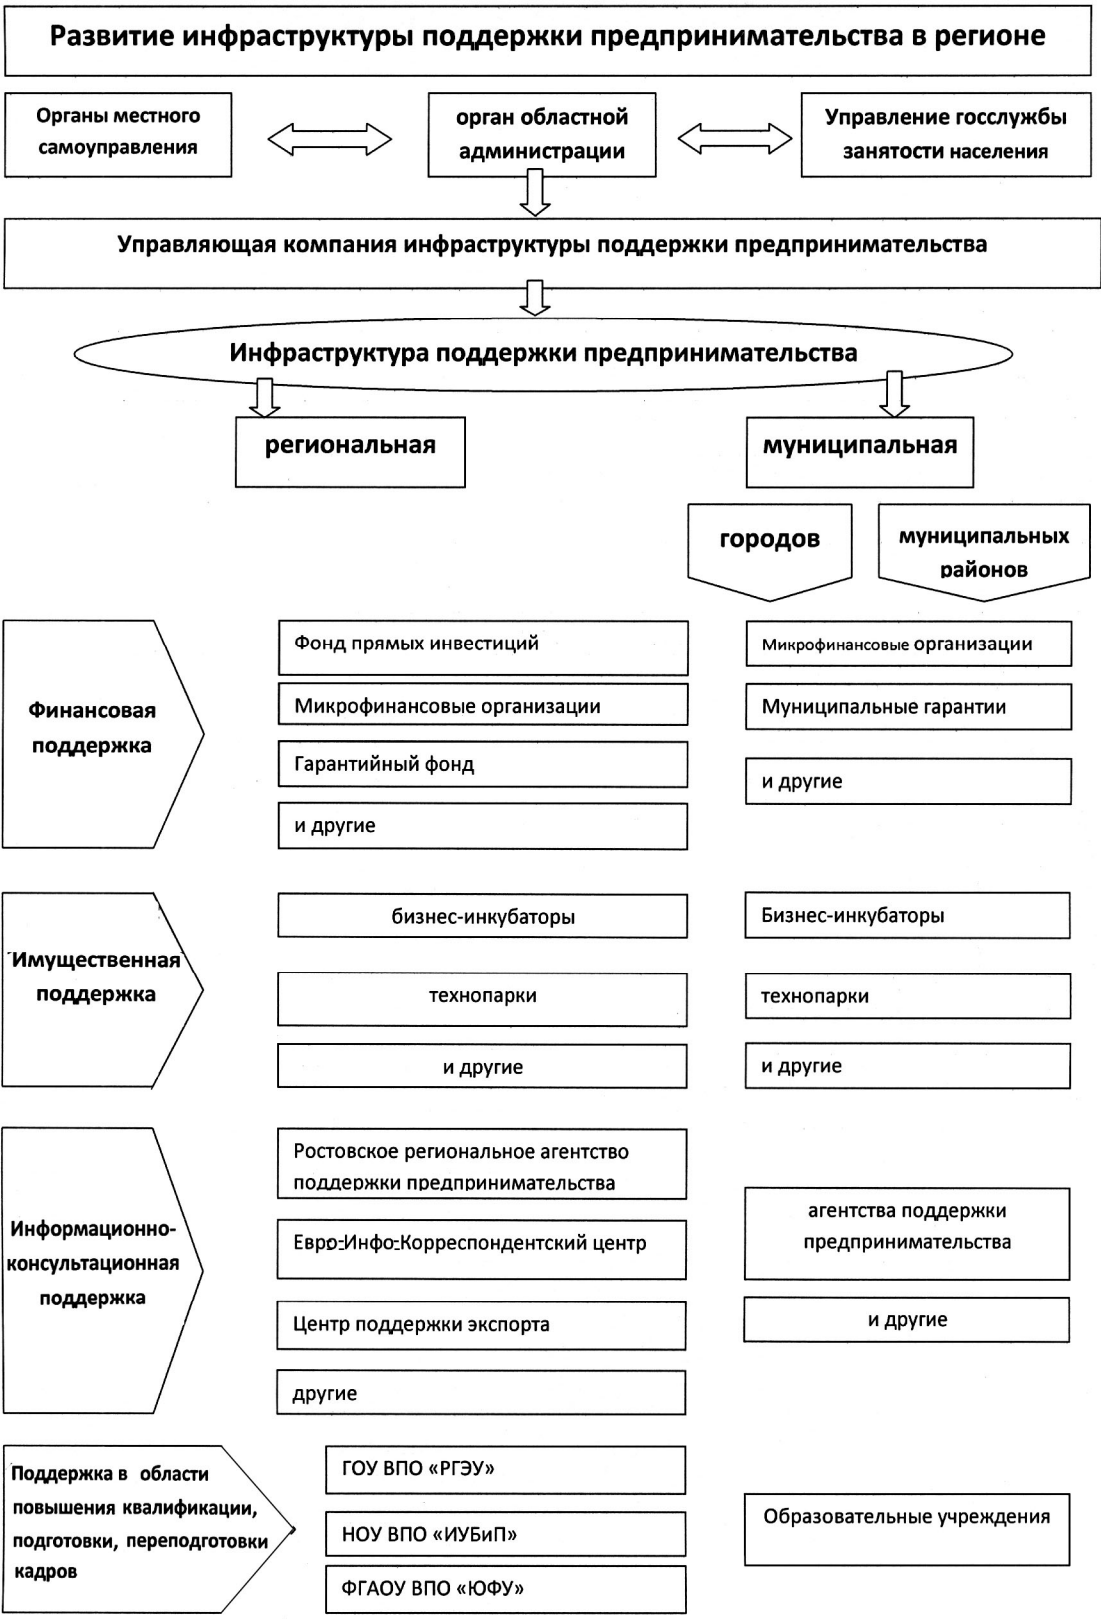 Развитие инфраструктуры поддержки предпринимательства в регионе
Органы местного
самоуправления
орган областной
администрации
Управление госслужбы
занятости населения
Управляющая компания инфраструктуры поддержки предпринимательства
Инфраструктура поддержки предпринимательства
региональная
муниципальная
городов
муниципальных
районов
Финансовая
поддержка
Фонд прямых инвестиций
Микрофинансовые организации
Гарантийный фонд
и другие
Микрофинансовые организации
Муниципальные гарантии
и другие
Имущественная
поддержка
бизнес-инкубаторы
технопарки
и другие
Бизнес-инкубаторы
технопарки
и другие
Информационно-
консультационная
поддержка
Ростовское региональное агентство
поддержки предпринимательства
Евро-Инфо-Корреспондентский центр
Центр поддержки экспорта
другие
агентства поддержки
предпринимательства
и другие
Поддержка в области
повышения квалификации,
подготовки, переподготовки
кадров
ГОУ ВПО «РГЭУ»
НОУ ВПО «ИУБиП»
ФГАОУ ВПО «ЮФУ»
Образовательные учреждения